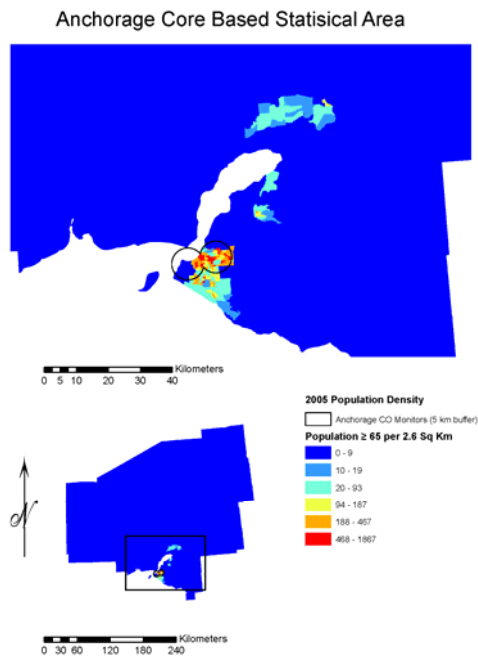 Anchorage Core Based Statisical Area
Kilometers
0 5 10 20 30 40
2005 Population Density
Anchorage CO Monitors (5 km buffer)
Population ≥ 65 per 2.6 Sq Km
0 - 9
10 - 19
20 - 93
94 - 187
188 - 467
468 - 1867
N
Kilometers
0 30 60 120 180 240